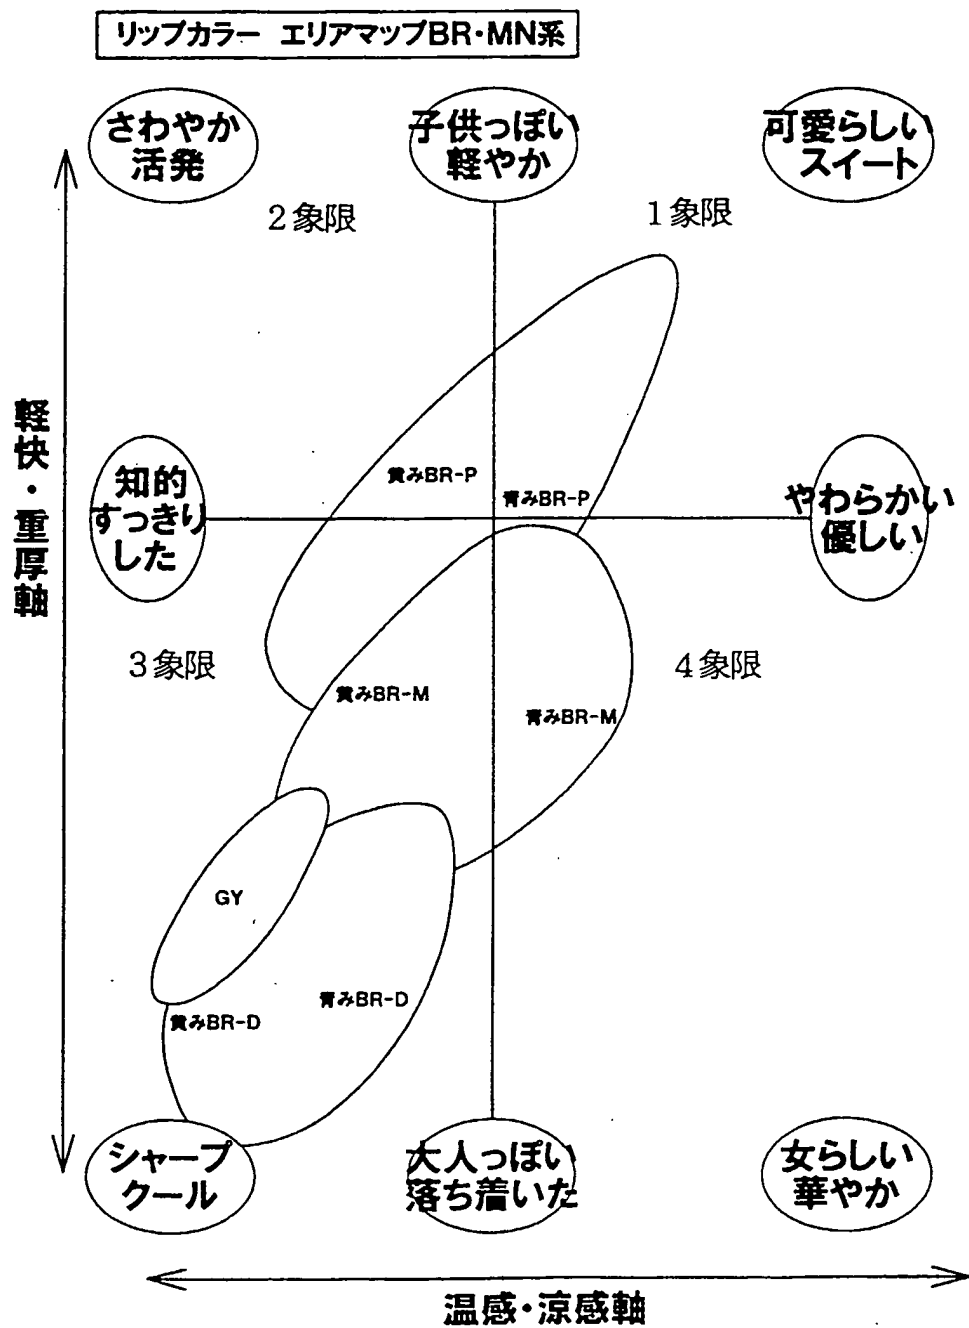 リップカラー エリアマップBR・MN系
さわやか
活発
子供っぽい
軽やか
可愛らしい
スイート
2象限
1象限
軽快・重厚軸
黄みBR-P
青みBR-P
知的
すっきり
した
やわらかい
優しい
3象限
4象限
黄みBR-M
青みBR-M
GY
青みBR-D
黄みBR-D
シャープ
クール
大人っぽい
落ち着いた
女らしい
華やか
温感・涼感軸